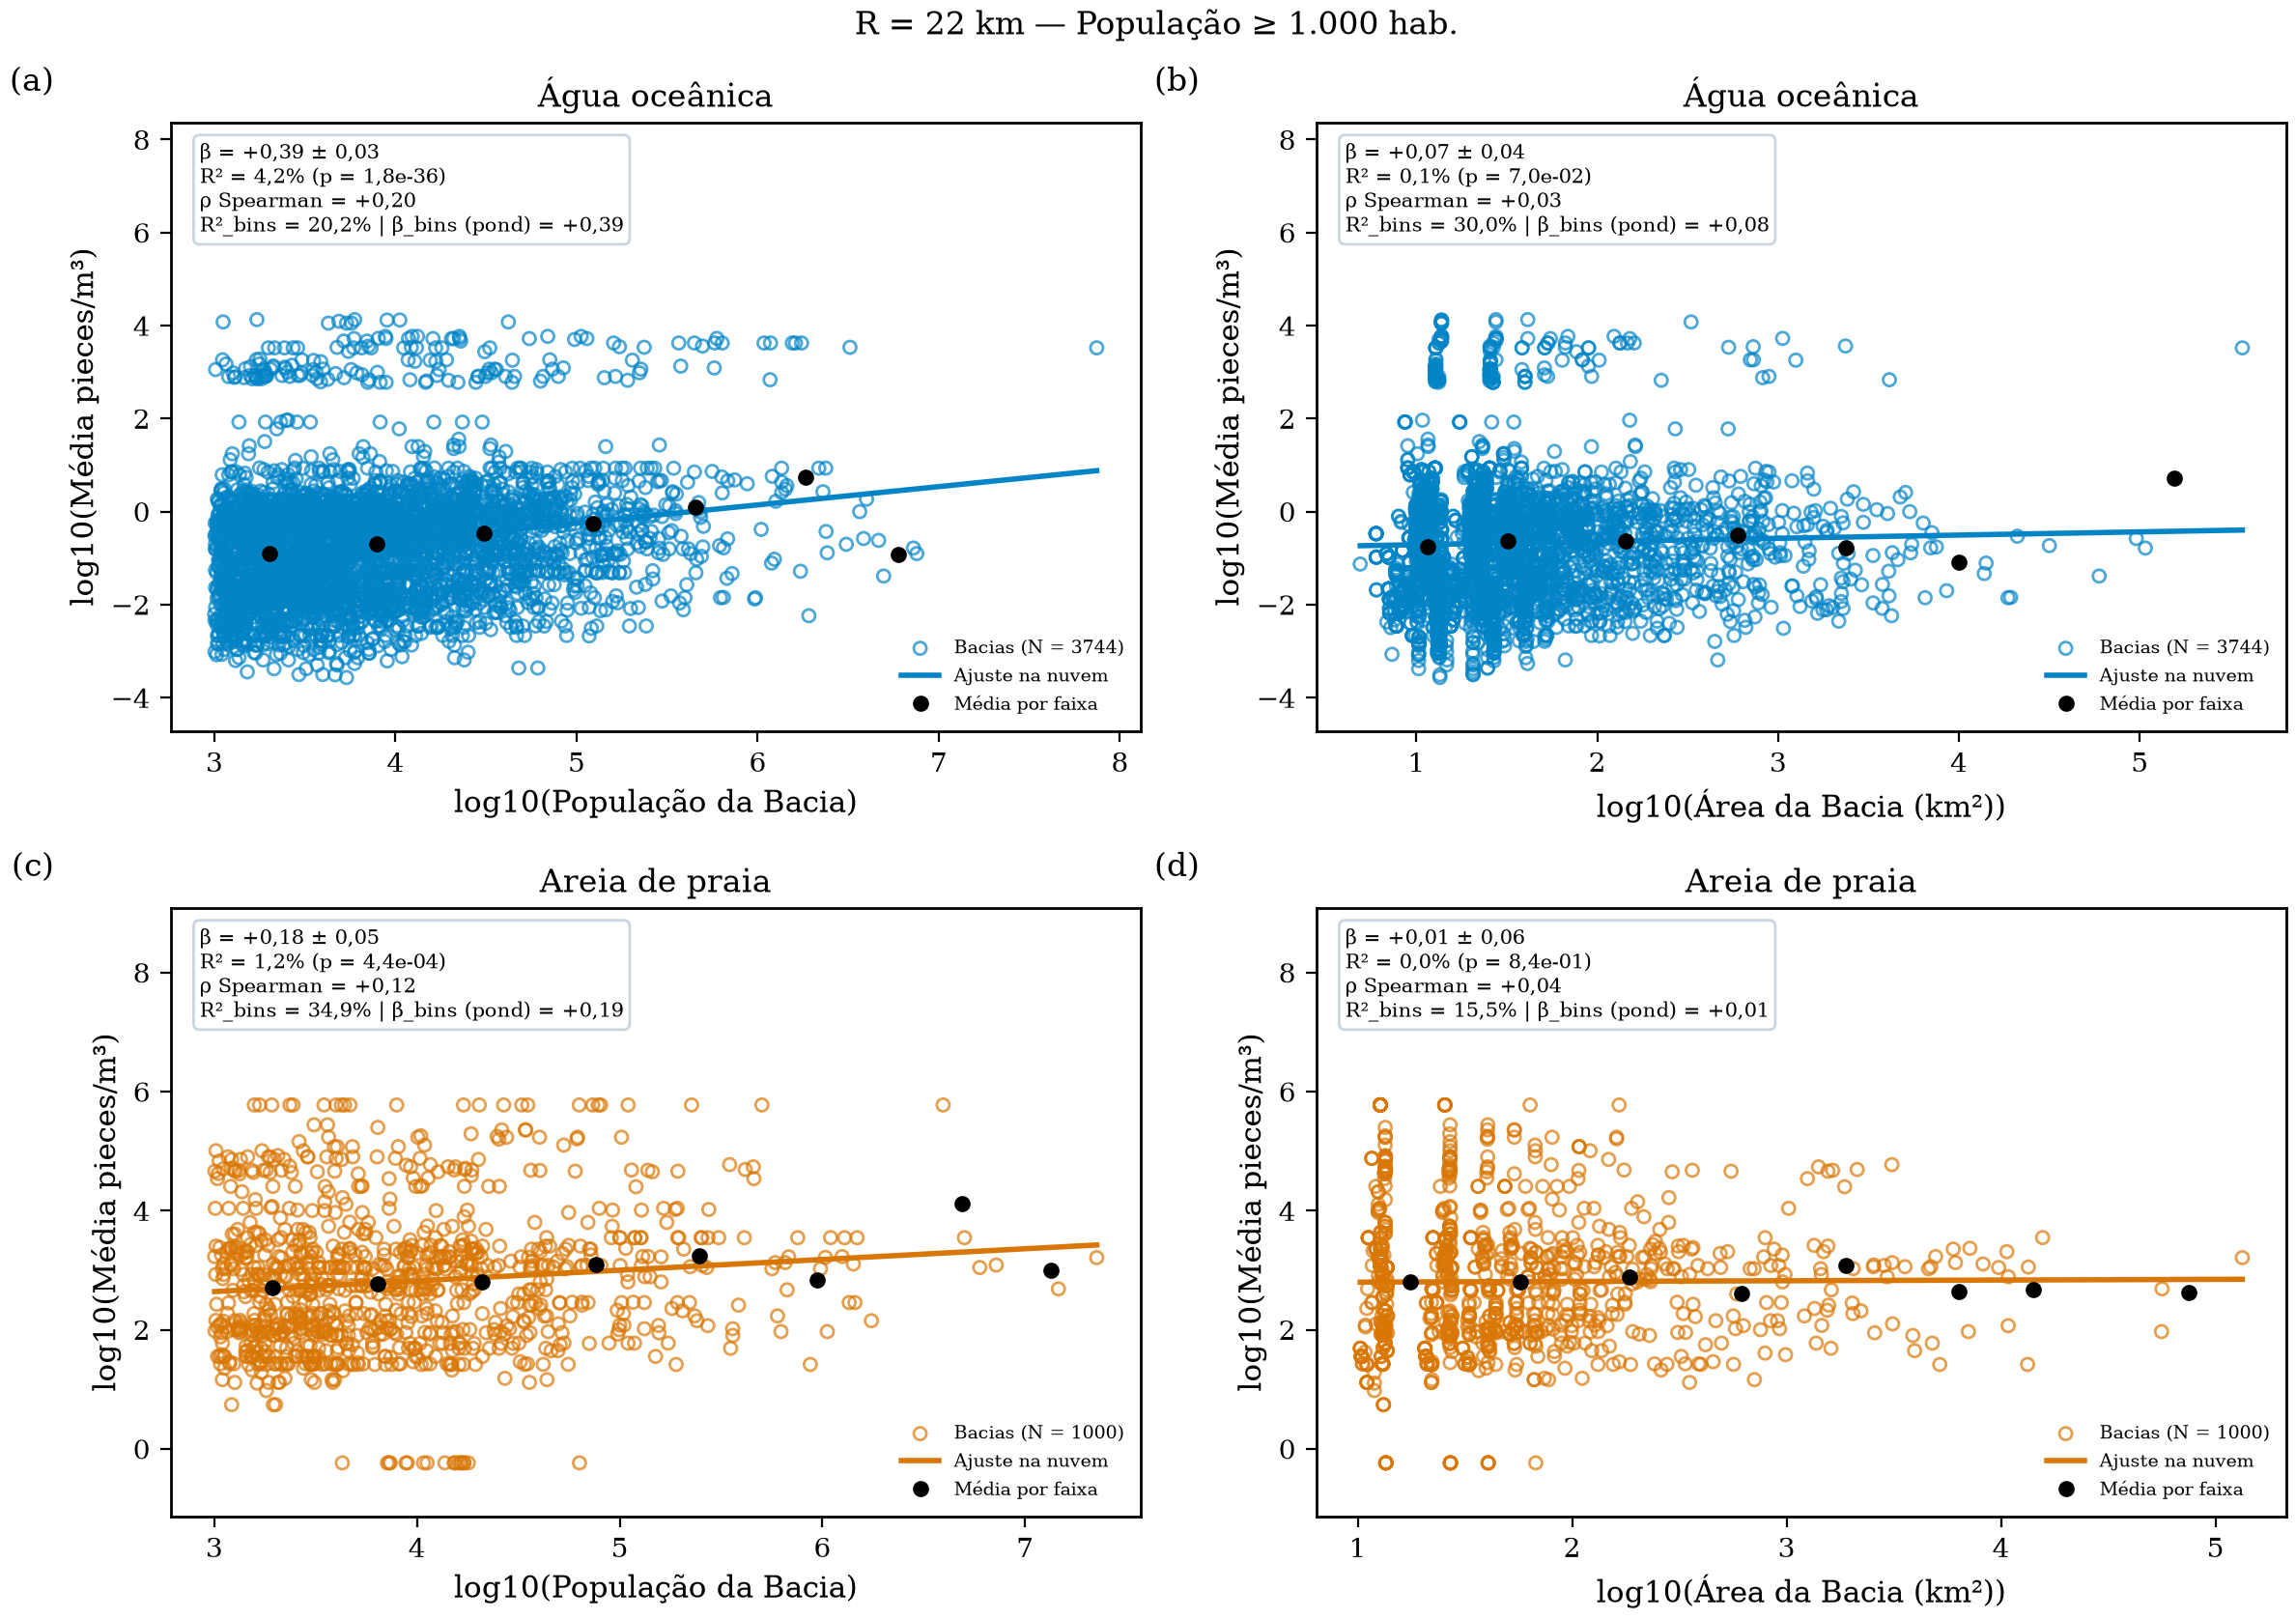 R = 22 km — População ≥ 1.000 hab.
(a)
Água oceânica
β = +0,39 ± 0,03
R² = 4,2% (p = 1,8e-36)
ρ Spearman = +0,20
R²_bins = 20,2% | β_bins (pond) = +0,39
log10(Média pieces/m³)
8
6
4
2
0
−2
−4
Bacias (N = 3744)
Ajuste na nuvem
Média por faixa
3 4 5 6 7 8
log10(População da Bacia)
(b)
Água oceânica
β = +0,07 ± 0,04
R² = 0,1% (p = 7,0e-02)
ρ Spearman = +0,03
R²_bins = 30,0% | β_bins (pond) = +0,08
log10(Média pieces/m³)
8
6
4
2
0
−2
−4
Bacias (N = 3744)
Ajuste na nuvem
Média por faixa
1 2 3 4 5
log10(Área da Bacia (km²))
(c)
Areia de praia
β = +0,18 ± 0,05
R² = 1,2% (p = 4,4e-04)
ρ Spearman = +0,12
R²_bins = 34,9% | β_bins (pond) = +0,19
log10(Média pieces/m³)
8
6
4
2
0
Bacias (N = 1000)
Ajuste na nuvem
Média por faixa
3 4 5 6 7
log10(População da Bacia)
(d)
Areia de praia
β = +0,01 ± 0,06
R² = 0,0% (p = 8,4e-01)
ρ Spearman = +0,04
R²_bins = 15,5% | β_bins (pond) = +0,01
log10(Média pieces/m³)
8
6
4
2
0
Bacias (N = 1000)
Ajuste na nuvem
Média por faixa
1 2 3 4 5
log10(Área da Bacia (km²))